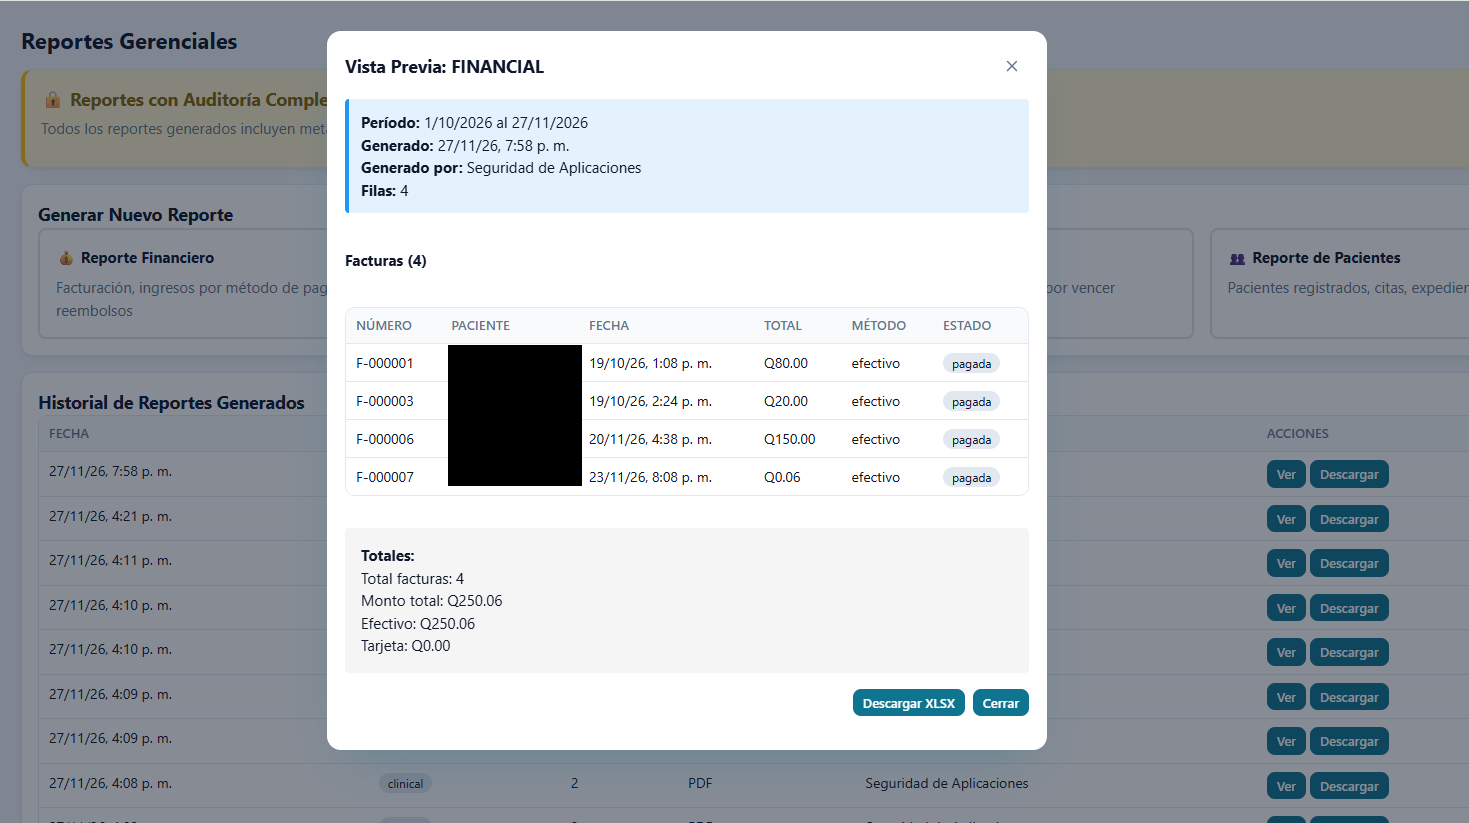 Reportes Gerenciales
Reportes con Auditoría Comple
Todos los reportes generados incluyen
Generar Nuevo Reporte
Reporte Financiero
Facturación, ingresos por método de pag
reembolsos
por vencer
Reporte de Pacientes
Pacientes registrados, citas, expedien
Historial de Reportes Generados
FECHA
ACCIONES
27/11/26, 7:58 p. m.
Ver Descargar
27/11/26, 4:21 p. m.
Ver Descargar
27/11/26, 4:11 p. m.
Ver Descargar
27/11/26, 4:10 p. m.
Ver Descargar
27/11/26, 4:10 p. m.
Ver Descargar
27/11/26, 4:09 p. m.
Ver Descargar
27/11/26, 4:09 p. m.
Ver Descargar
27/11/26, 4:08 p. m. clinical 2 PDF Seguridad de Aplicaciones Ver Descargar
Vista Previa: FINANCIAL
Período: 1/10/2026 al 27/11/2026
Generado: 27/11/26, 7:58 p. m.
Generado por: Seguridad de Aplicaciones
Filas: 4
Facturas (4)
NÚMERO PACIENTE FECHA TOTAL MÉTODO ESTADO
F-000001 19/10/26, 1:08 p. m. Q80.00 efectivo pagada
F-000003 19/10/26, 2:24 p. m. Q20.00 efectivo pagada
F-000006 20/11/26, 4:38 p. m. Q150.00 efectivo pagada
F-000007 23/11/26, 8:08 p. m. Q0.06 efectivo pagada
Totales:
Total facturas: 4
Monto total: Q250.06
Efectivo: Q250.06
Tarjeta: Q0.00
Descargar XLSX Cerrar